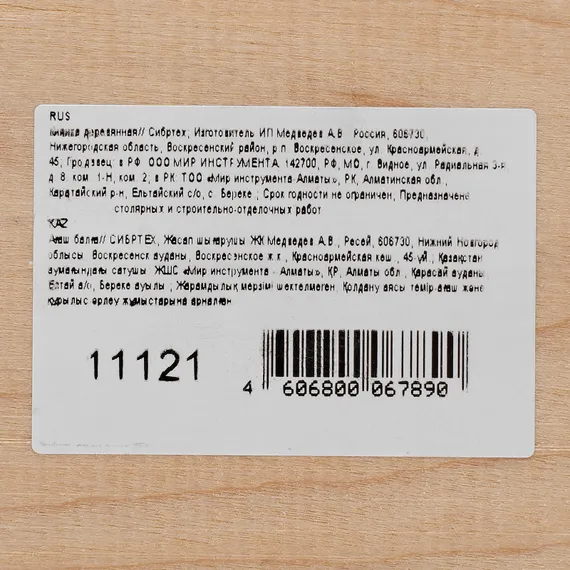 RUS
деревянная// Сибртех, Изготовитель ИП Медведев А.В. Россия, 606730,
Нижегородская область, Воскресенский район, р.п. Воскресенское, ул. Красноармейская, д.
45; Продавец: в РФ ООО МИР ИНСТРУМЕНТА 142700, РФ, МО, г. Видное, ул. Радиальная 3-я,
д. 8, ком. 1-Н, ком. 2; в РК ТОО «Мир инструмента-Алматы», РК, Алматинская обл.,
Каратайский р-н, Ельтайский с/о, с. Береке; Срок годности не ограничен, Предназначена
столярных и строительно-отделочных работ
KAZ
Ағаш балға// СИБРТЕХ, Жасап шығарушы ЖК Медведев А.В., Ресей, 606730, Нижний Новгород
облысы, Воскресенск ауданы, Воскресенское ж.к., Красноармейская көш., 45-үй; Қазақстан
аумағындағы сатушы: ЖШС «Мир инструмента - Алматы», ҚР, Алматы обл., Қарасай ауданы,
Елтай а/о, Береке ауылы; Жарамдылық мерзімі шектелмеген, Қолдану аясы: темір-ағаш және
құрылыс әрлеу жұмыстарына арналған
11121
4 606800 067890